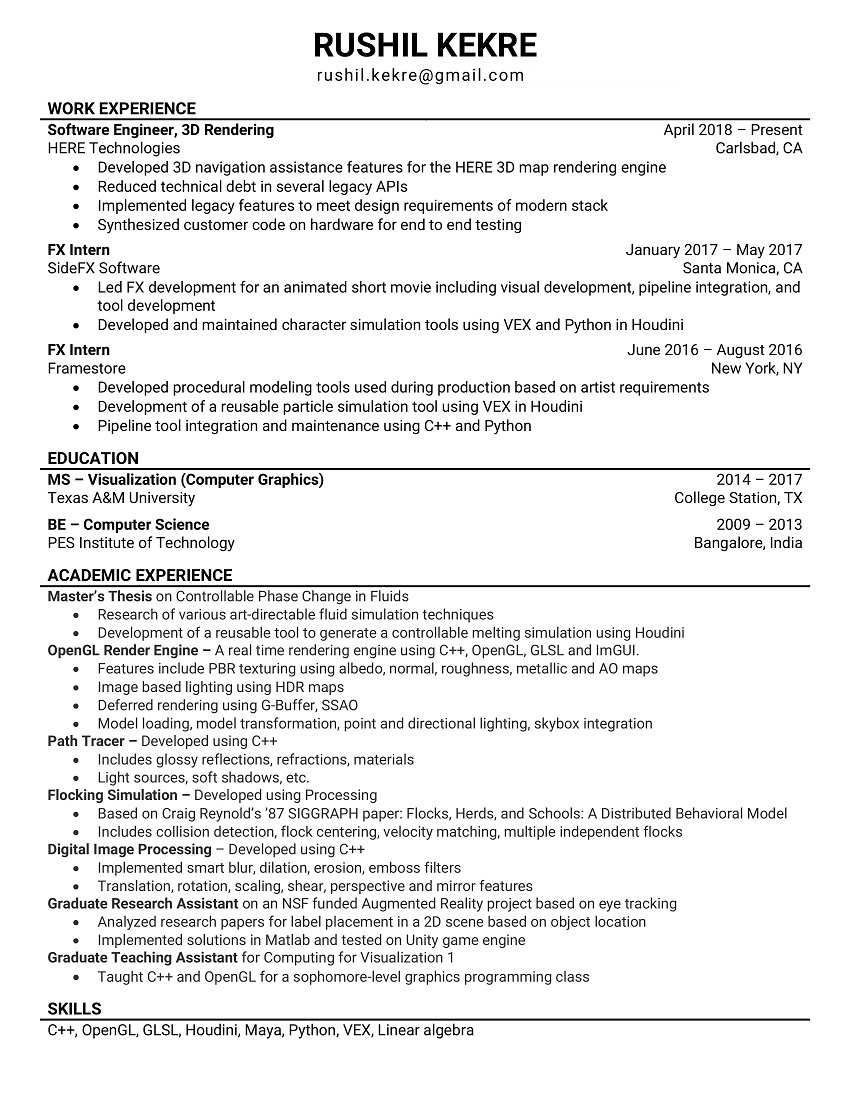 RUSHIL KEKRE
rushil.kekre@gmail.com
WORK EXPERIENCE
Software Engineer, 3D Rendering April 2018 – Present
HERE Technologies Carlsbad, CA
• Developed 3D navigation assistance features for the HERE 3D map rendering engine
• Reduced technical debt in several legacy APIs
• Implemented legacy features to meet design requirements of modern stack
• Synthesized customer code on hardware for end to end testing
FX Intern January 2017 – May 2017
SideFX Software Santa Monica, CA
• Led FX development for an animated short movie including visual development, pipeline integration, and
tool development
• Developed and maintained character simulation tools using VEX and Python in Houdini
FX Intern June 2016 – August 2016
Framestore New York, NY
• Developed procedural modeling tools used during production based on artist requirements
• Development of a reusable particle simulation tool using VEX in Houdini
• Pipeline tool integration and maintenance using C++ and Python
EDUCATION
MS – Visualization (Computer Graphics) 2014 – 2017
Texas A&M University College Station, TX
BE – Computer Science 2009 – 2013
PES Institute of Technology Bangalore, India
ACADEMIC EXPERIENCE
Master’s Thesis on Controllable Phase Change in Fluids
• Research of various art-directable fluid simulation techniques
• Development of a reusable tool to generate a controllable melting simulation using Houdini
OpenGL Render Engine – A real time rendering engine using C++, OpenGL, GLSL and ImGUI.
• Features include PBR texturing using albedo, normal, roughness, metallic and AO maps
• Image based lighting using HDR maps
• Deferred rendering using G-Buffer, SSAO
• Model loading, model transformation, point and directional lighting, skybox integration
Path Tracer – Developed using C++
• Includes glossy reflections, refractions, materials
• Light sources, soft shadows, etc.
Flocking Simulation – Developed using Processing
• Based on Craig Reynold’s ’87 SIGGRAPH paper: Flocks, Herds, and Schools: A Distributed Behavioral Model
• Includes collision detection, flock centering, velocity matching, multiple independent flocks
Digital Image Processing – Developed using C++
• Implemented smart blur, dilation, erosion, emboss filters
• Translation, rotation, scaling, shear, perspective and mirror features
Graduate Research Assistant on an NSF funded Augmented Reality project based on eye tracking
• Analyzed research papers for label placement in a 2D scene based on object location
• Implemented solutions in Matlab and tested on Unity game engine
Graduate Teaching Assistant for Computing for Visualization 1
• Taught C++ and OpenGL for a sophomore-level graphics programming class
SKILLS
C++, OpenGL, GLSL, Houdini, Maya, Python, VEX, Linear algebra